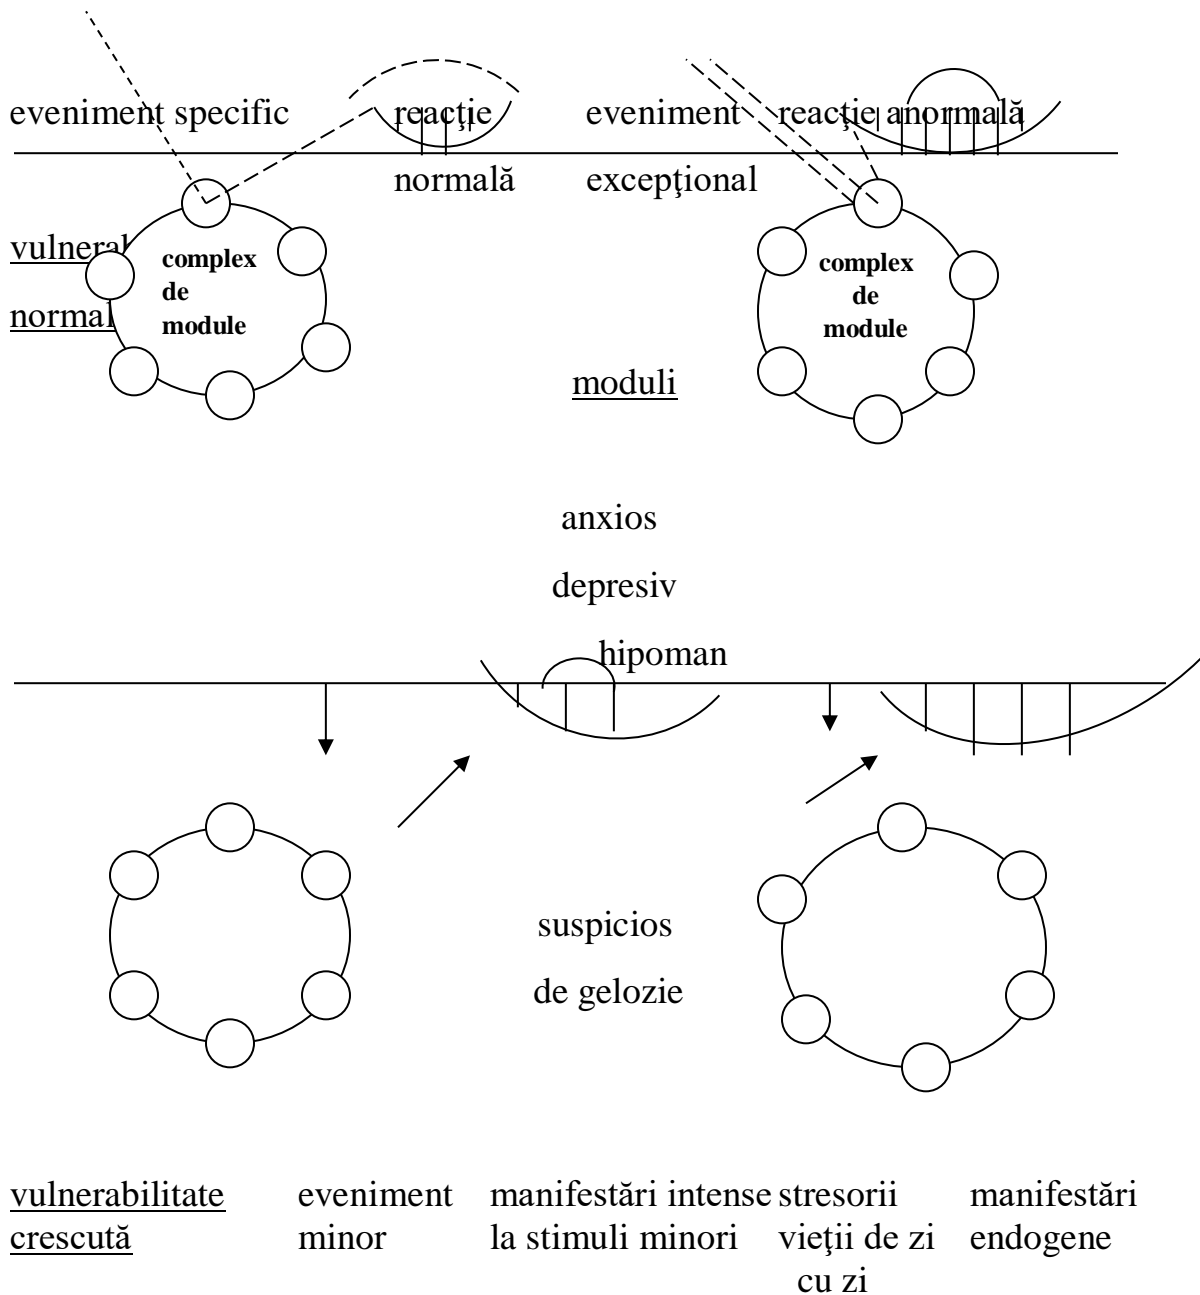 eveniment specific reacţie eveniment reacţie anormală
normală excepţional
vulneral
normal
complex
de
module
complex
de
module
moduli
anxios
depresiv
hipoman
suspicios
de gelozie
vulnerabilitate eveniment manifestări intense stresorii manifestări
crescută minor la stimuli minori vieţii de zi endogene
cu zi